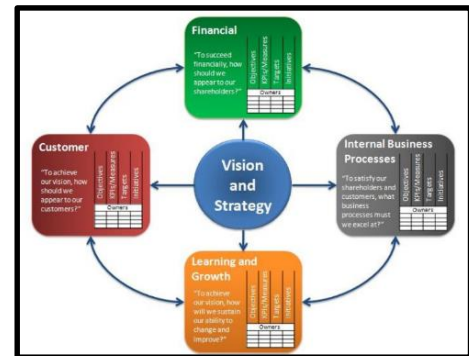 Financial
"To succeed
financially, how
should we
appear to our
shareholders?"
Objectives
KPIs/Measures
Targets
Initiatives
Owners
Customer
"To achieve
our vision, how
should we
appear to our
customers?"
Objectives
KPIs/Measures
Targets
Initiatives
Owners
Vision
and
Strategy
Internal Business
Processes
"To satisfy our
shareholders
and customers,
what business
processes must
we excel at?"
Objectives
KPIs/Measures
Targets
Initiatives
Owners
Learning and
Growth
"To achieve
our vision, how
will we sustain
our ability to
change and
improve?"
Objectives
KPIs/Measures
Targets
Initiatives
Owners